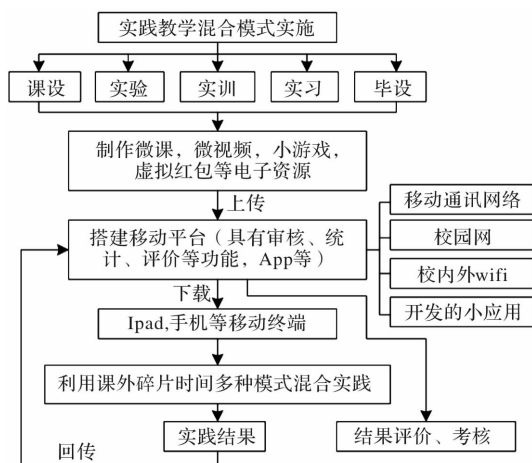 实践教学混合模式实施
课设
实验
实训
实习
毕设
制作微课，微视频，小游戏，
虚拟红包等电子资源
上传
移动通讯网络
搭建移动平台（具有审核、统
计、评价等功能，App等）
校园网
校内外wifi
开发的小应用
下载
Ipad,手机等移动终端
利用课外碎片时间多种模式混合实践
实践结果
结果评价、考核
回传